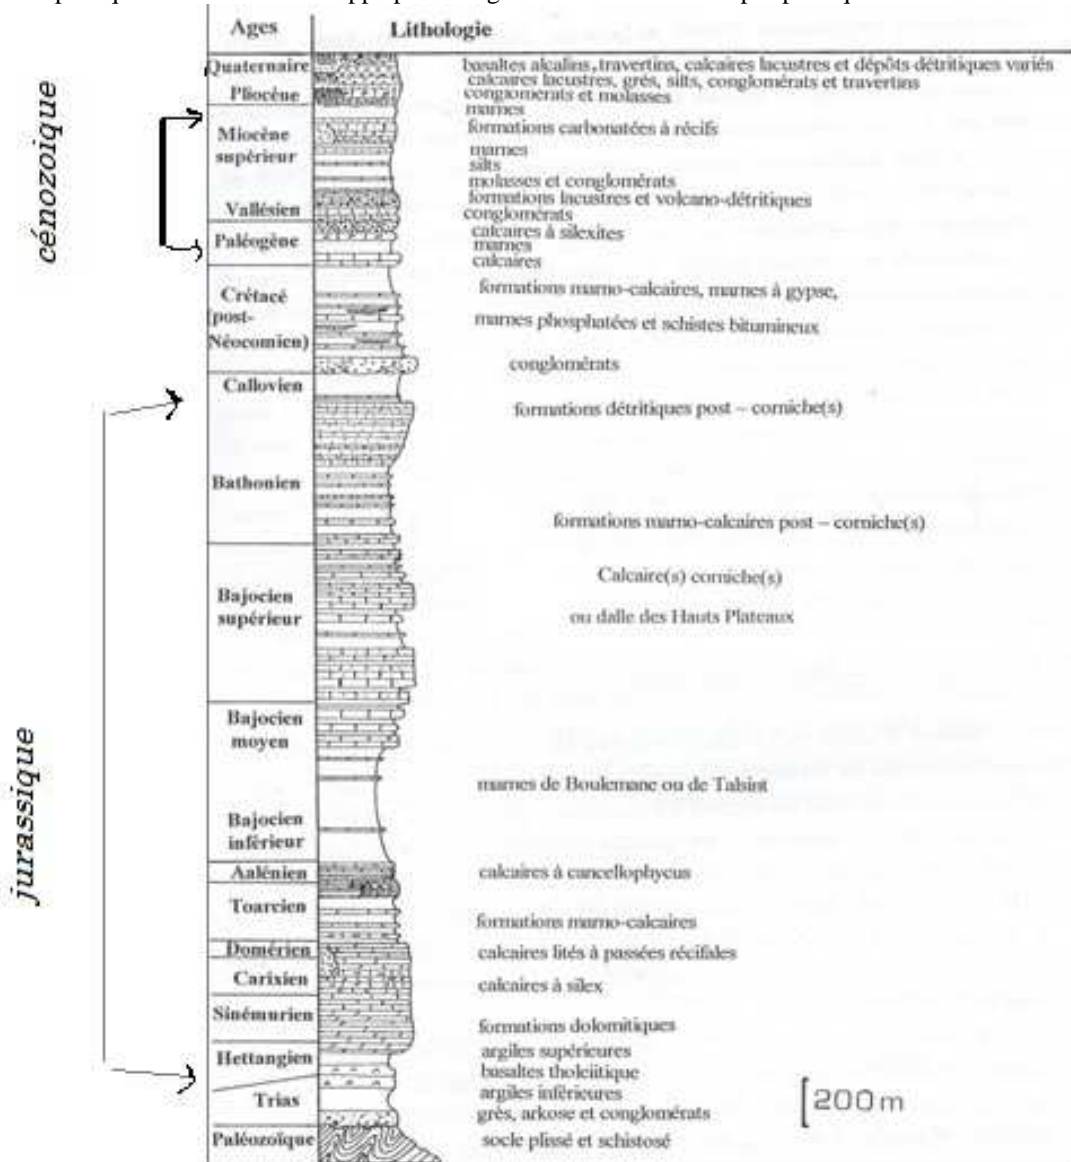 Ages Lithologie
Quaternaire basaltes alcalins, travertins, calcaires lacustres et dépôts détritiques variés
calcaires lacustres, grés, silts, conglomérats et travertins
Pliocène conglomérats et molasses
marnes
cénozoique
Miocène supérieur formations carbonatées à récifs
marnes
silts
molasses et conglomérats
formations lacustres et volcano-détritiques
Vallésien conglomérats
calcaires à silexites
Paléogène marnes
calcaires
Crétacé (post-Néocomien) formations marno-calcaires, marnes à gypse,
marnes phosphatées et schistes bitumineux
conglomérats
Callovien
formations détritiques post – corniche(s)
Bathonien
formations marno-calcaires post – corniche(s)
Bajocien supérieur Calcaire(s) corniche(s)
ou dalle des Hauts Plateaux
Bajocien moyen
jurassique
marnes de Boulemane ou de Talsint
Bajocien inférieur
Aalénien calcaires à cancellophycus
Toarcien formations marno-calcaires
Domérien calcaires lités à passées récifales
Carixien calcaires à silex
Sinémurien formations dolomitiques
Hettangien argiles supérieures
basaltes tholeiitique
Trias argiles inférieures
grés, arkose et conglomérats
200 m
Paléozoïque socle plissé et schistosé